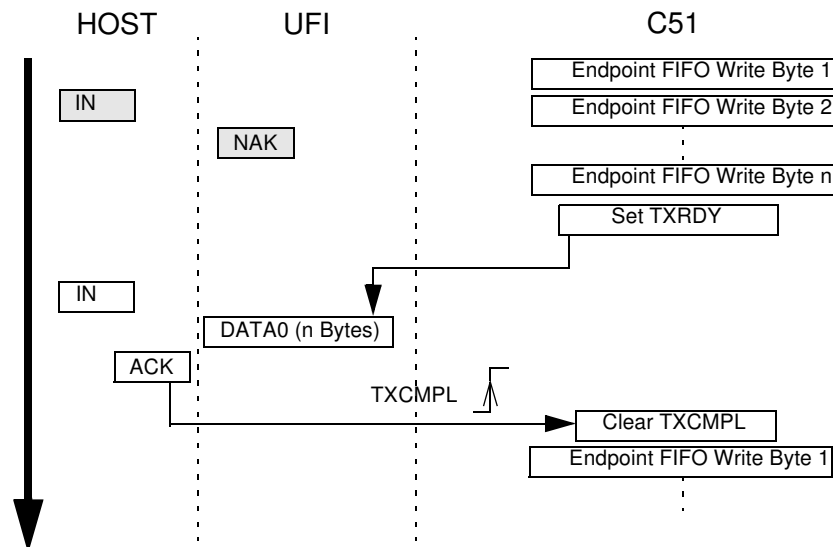 HOST UFI C51
Endpoint FIFO Write Byte 1
IN
Endpoint FIFO Write Byte 2
NAK
Endpoint FIFO Write Byte n
Set TXRDY
IN
DATA0 (n Bytes)
ACK
TXCMPL
Clear TXCMPL
Endpoint FIFO Write Byte 1